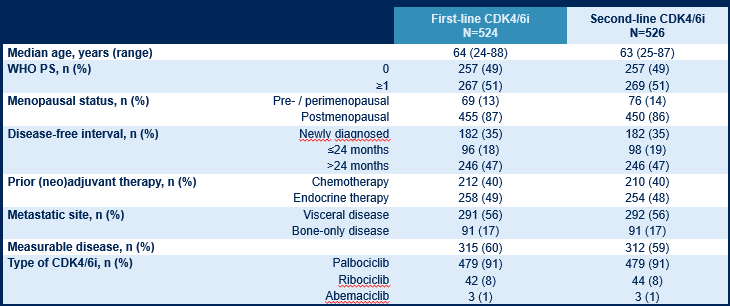 First-line CDK4/6i Second-line CDK4/6i
N=524 N=526
Median age, years (range) 64 (24-88) 63 (25-87)
WHO PS, n (%) 0 257 (49) 257 (49)
≥1 267 (51) 269 (51)
Menopausal status, n (%) Pre- / perimenopausal 69 (13) 76 (14)
Postmenopausal 455 (87) 450 (86)
Disease-free interval, n (%) Newly diagnosed 182 (35) 182 (35)
≤24 months 96 (18) 98 (19)
>24 months 246 (47) 246 (47)
Prior (neo)adjuvant therapy, n (%) Chemotherapy 212 (40) 210 (40)
Endocrine therapy 258 (49) 254 (48)
Metastatic site, n (%) Visceral disease 291 (56) 292 (56)
Bone-only disease 91 (17) 91 (17)
Measurable disease, n (%) 315 (60) 312 (59)
Type of CDK4/6i, n (%) Palbociclib 479 (91) 479 (91)
Ribociclib 42 (8) 44 (8)
Abemaciclib 3 (1) 3 (1)